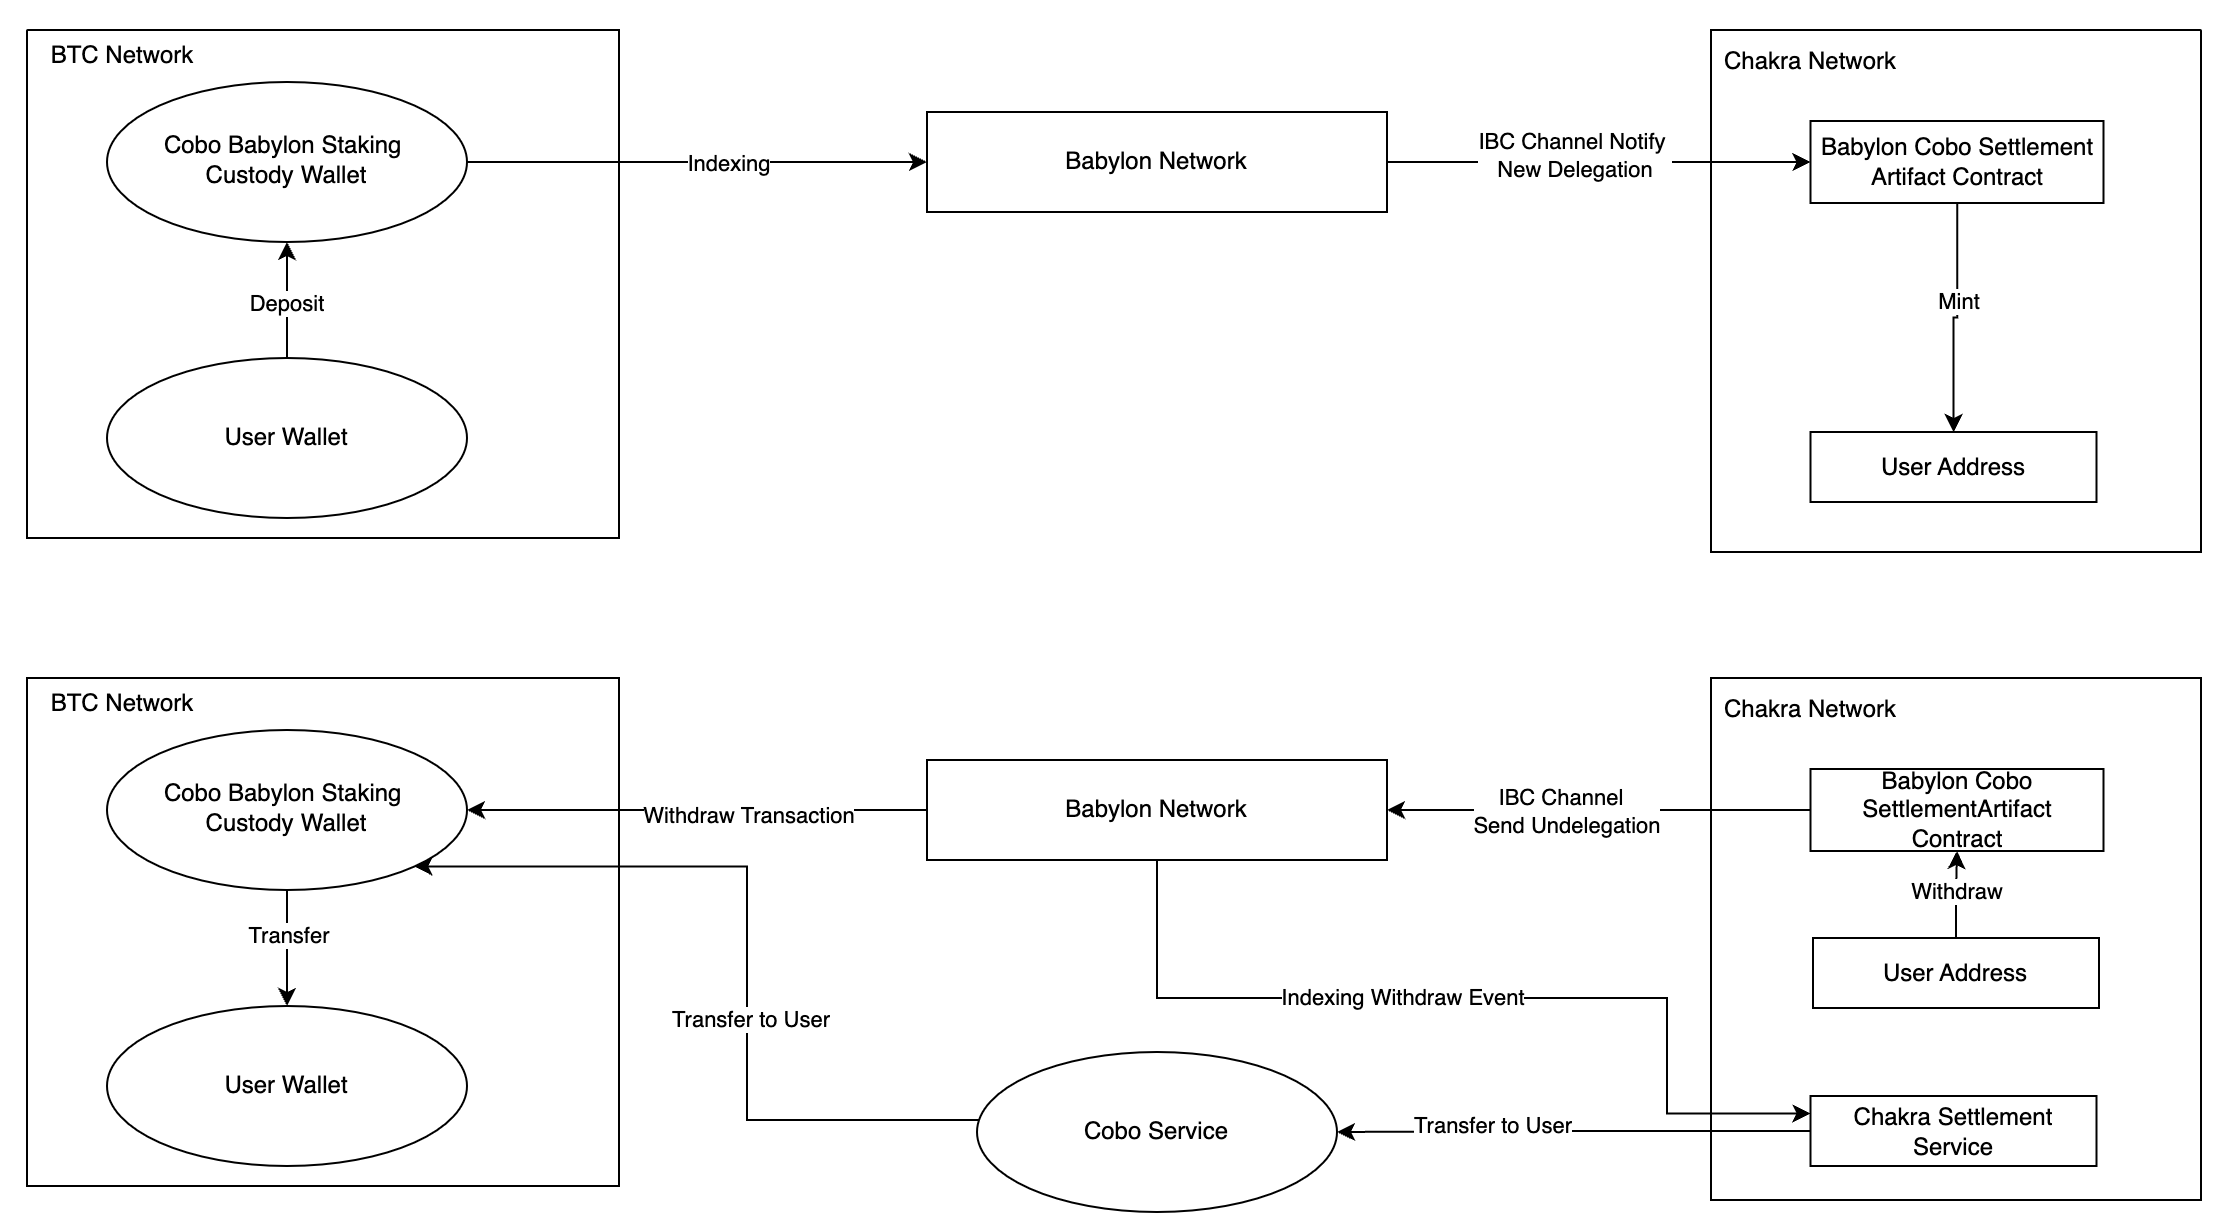 BTC Network
Chakra Network
Cobo Babylon Staking
Custody Wallet
Indexing
Babylon Network
IBC Channel Notify
New Delegation
Babylon Cobo Settlement
Artifact Contract
Deposit
Mint
User Wallet
User Address
BTC Network
Chakra Network
Cobo Babylon Staking
Custody Wallet
Withdraw Transaction
Babylon Network
IBC Channel
Send Undelegation
Babylon Cobo
SettlementArtifact
Contract
Withdraw
Transfer
User Address
Indexing Withdraw Event
Transfer to User
User Wallet
Cobo Service
Transfer to User
Chakra Settlement
Service